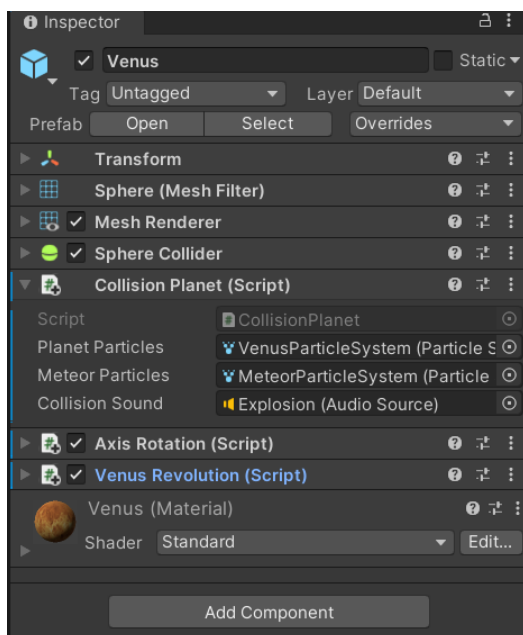 Inspector
Venus Static
Tag Untagged Layer Default
Prefab Open Select Overrides
Transform
Sphere (Mesh Filter)
Mesh Renderer
Sphere Collider
Collision Planet (Script)
Script CollisionPlanet
Planet Particles VenusParticleSystem (Particle S
Meteor Particles MeteorParticleSystem (Particle
Collision Sound Explosion (Audio Source)
Axis Rotation (Script)
Venus Revolution (Script)
Venus (Material)
Shader Standard Edit...
Add Component